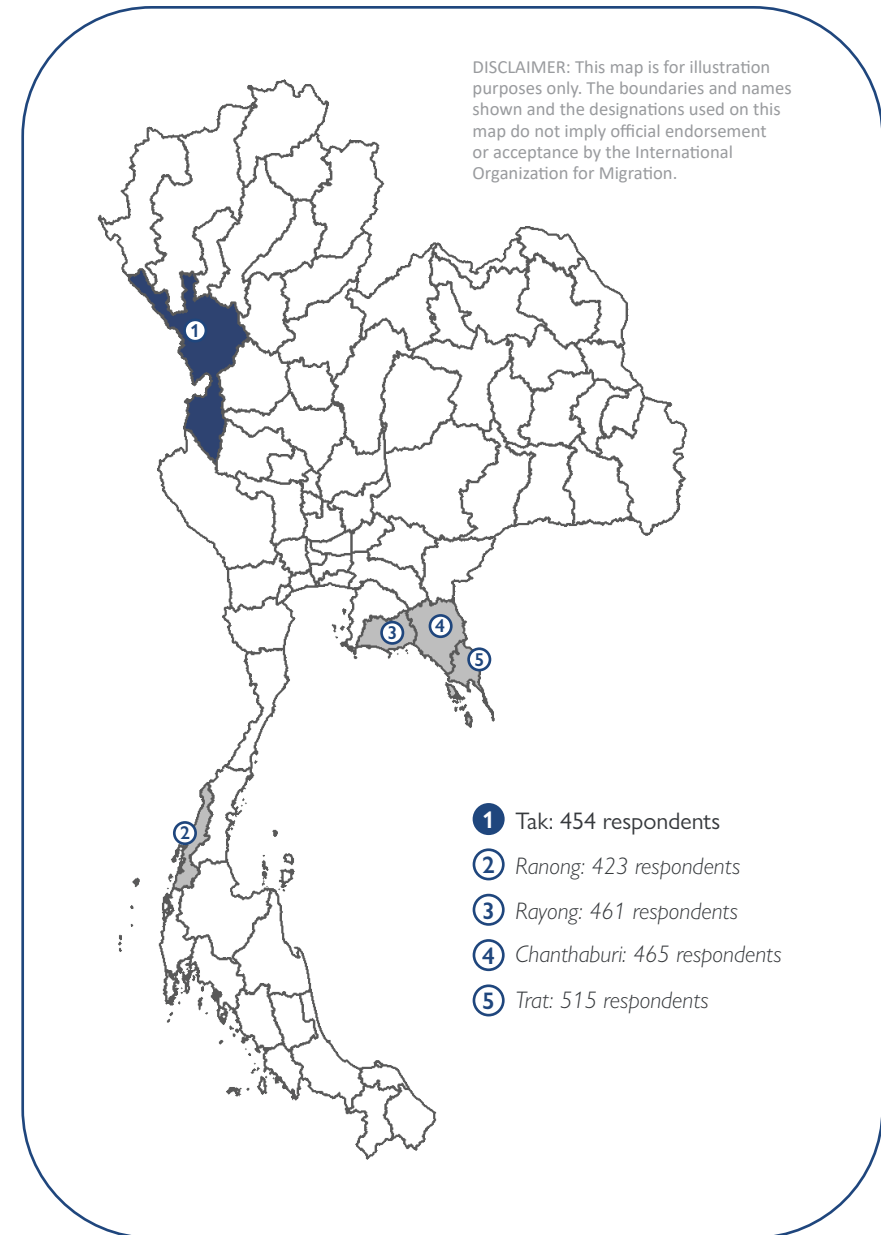 DISCLAIMER: This map is for illustration
purposes only. The boundaries and names
shown and the designations used on this
map do not imply official endorsement
or acceptance by the International
Organization for Migration.
1
3
4
5
2
1 Tak: 454 respondents
2 Ranong: 423 respondents
3 Rayong: 461 respondents
4 Chanthaburi: 465 respondents
5 Trat: 515 respondents